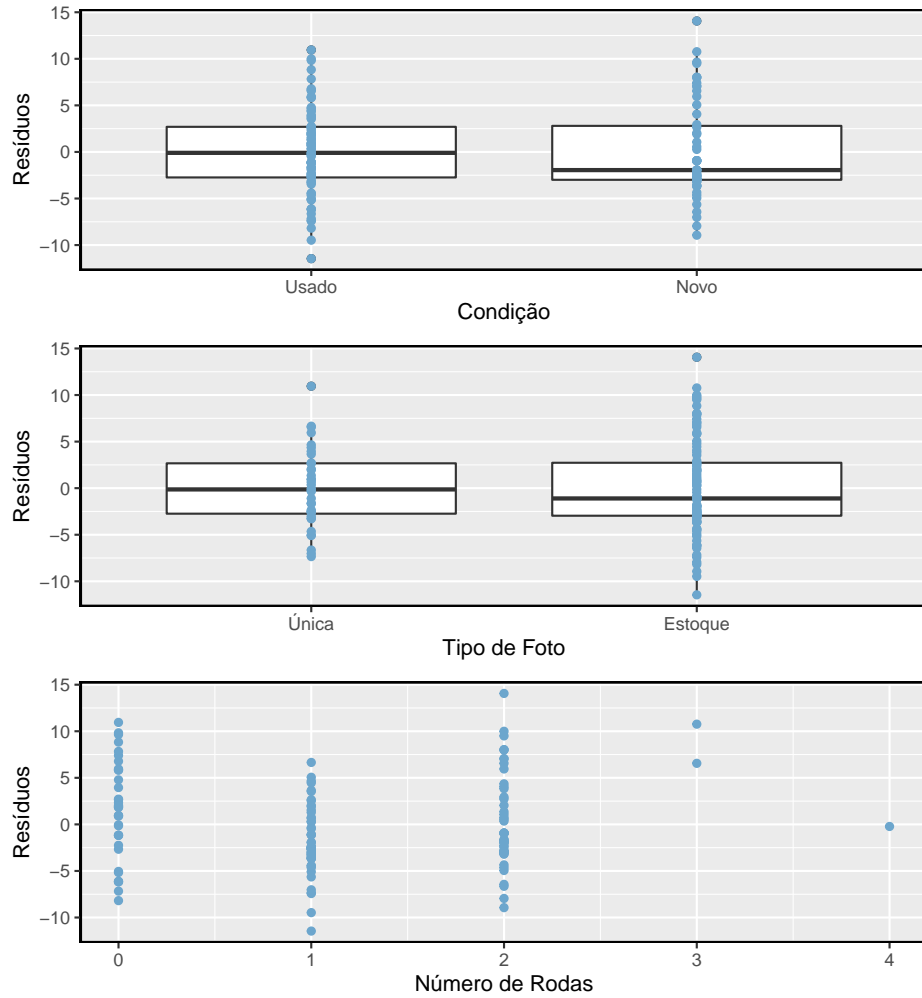 15
10
5
0
−5
−10
Resíduos
Usado Novo
Condição
15
10
5
0
−5
−10
Resíduos
Única Estoque
Tipo de Foto
15
10
5
0
−5
−10
Resíduos
0 1 2 3 4
Número de Rodas